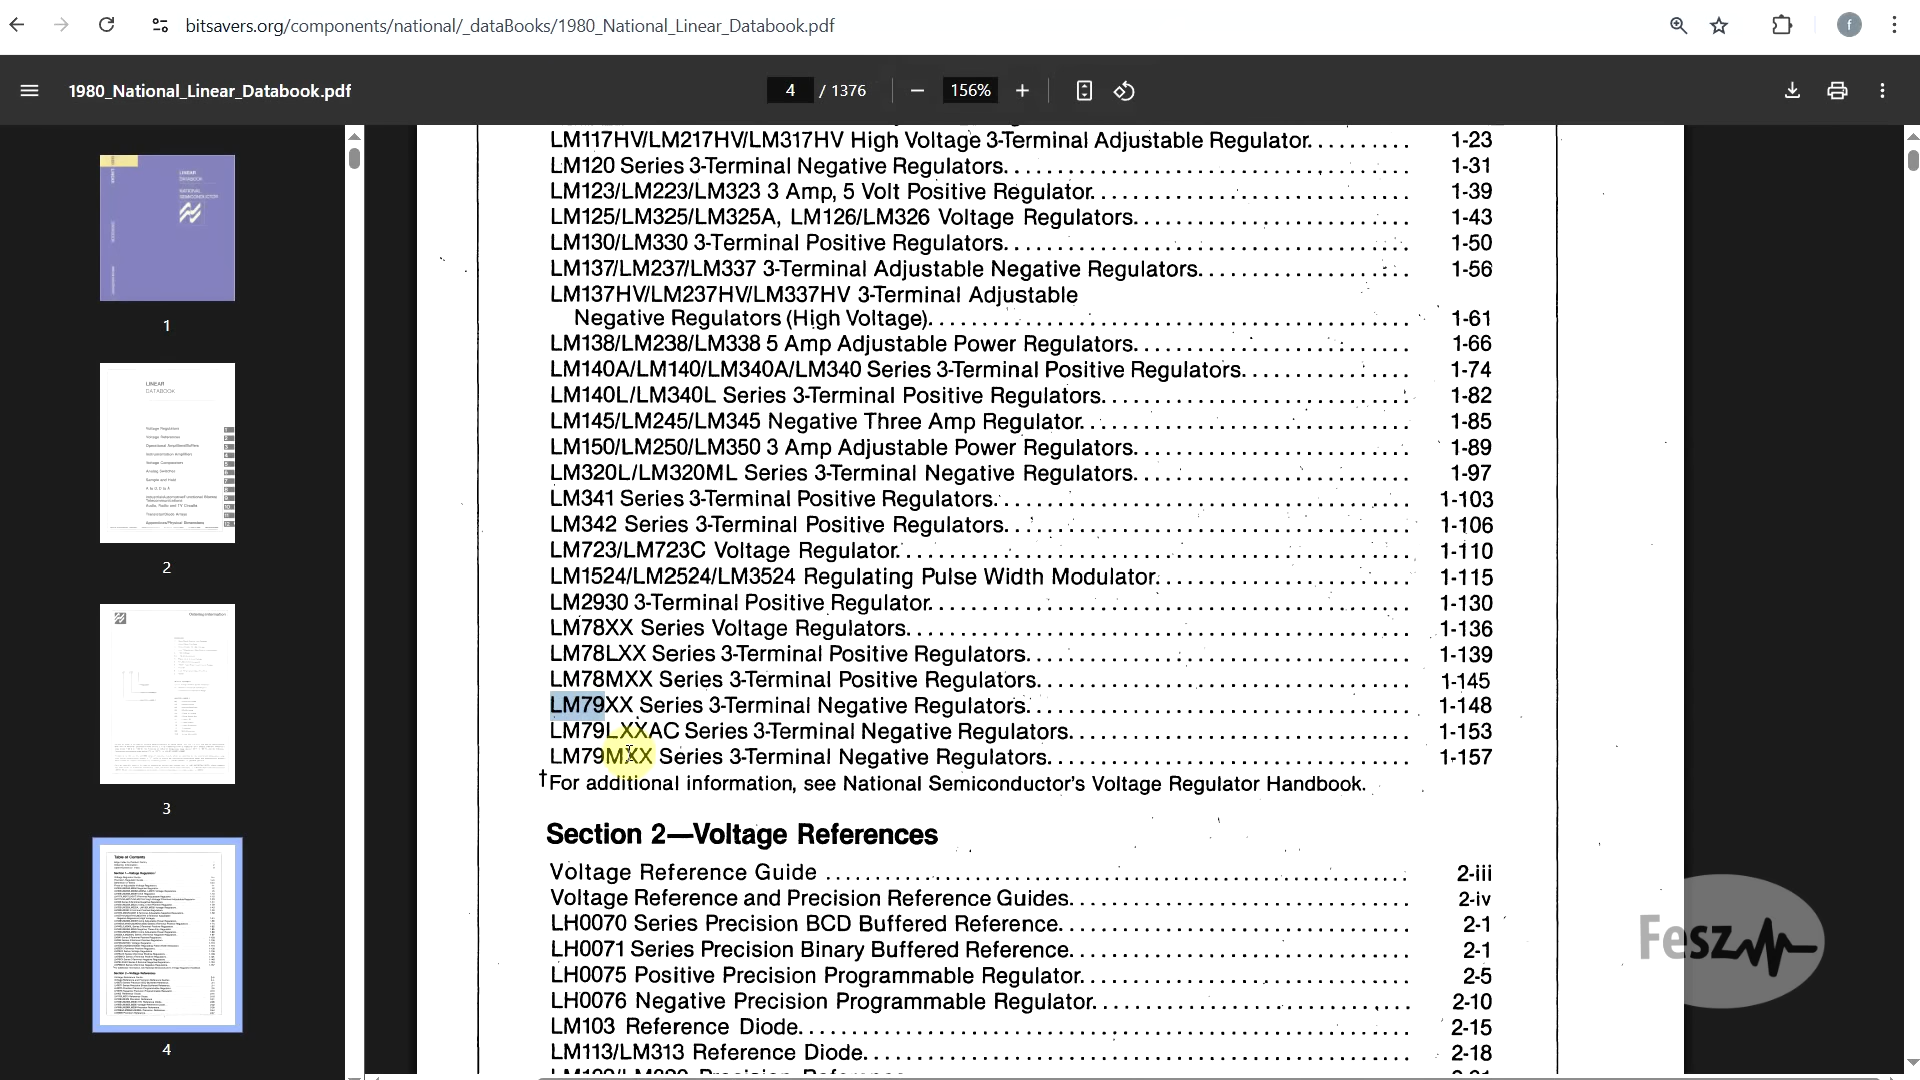 bitsavers.org/components/national/_dataBooks/1980_National_Linear_Databook.pdf
f
1980_National_Linear_Databook.pdf
4 / 1376
156%
LINEAR
DATABOOK
NATIONAL
SEMICONDUCTOR
1
LINEAR
DATABOOK
2
3
Table of Contents
4
LM117HV/LM217HV/LM317HV High Voltage 3-Terminal Adjustable Regulator. 1-23
LM120 Series 3-Terminal Negative Regulators. 1-31
LM123/LM223/LM323 3 Amp, 5 Volt Positive Regulator. 1-39
LM125/LM325/LM325A, LM126/LM326 Voltage Regulators. 1-43
LM130/LM330 3-Terminal Positive Regulators. 1-50
LM137/LM237/LM337 3-Terminal Adjustable Negative Regulators. 1-56
LM137HV/LM237HV/LM337HV 3-Terminal Adjustable
Negative Regulators (High Voltage). 1-61
LM138/LM238/LM338 5 Amp Adjustable Power Regulators. 1-66
LM140A/LM140/LM340A/LM340 Series 3-Terminal Positive Regulators. 1-74
LM140L/LM340L Series 3-Terminal Positive Regulators. 1-82
LM145/LM245/LM345 Negative Three Amp Regulator. 1-85
LM150/LM250/LM350 3 Amp Adjustable Power Regulators. 1-89
LM320L/LM320ML Series 3-Terminal Negative Regulators. 1-97
LM341 Series 3-Terminal Positive Regulators. 1-103
LM342 Series 3-Terminal Positive Regulators. 1-106
LM723/LM723C Voltage Regulator. 1-110
LM1524/LM2524/LM3524 Regulating Pulse Width Modulator. 1-115
LM2930 3-Terminal Positive Regulator. 1-130
LM78XX Series Voltage Regulators. 1-136
LM78LXX Series 3-Terminal Positive Regulators. 1-139
LM78MXX Series 3-Terminal Positive Regulators. 1-145
LM79XX Series 3-Terminal Negative Regulators. 1-148
LM79LXXAC Series 3-Terminal Negative Regulators. 1-153
LM79MXX Series 3-Terminal Negative Regulators. 1-157
†For additional information, see National Semiconductor's Voltage Regulator Handbook.
Section 2—Voltage References
Voltage Reference Guide 2-iii
Voltage Reference and Precision Reference Guides. 2-iv
LH0070 Series Precision BCD Buffered Reference. 2-1
LH0071 Series Precision Binary Buffered Reference. 2-1
LH0075 Positive Precision Programmable Regulator. 2-5
LH0076 Negative Precision Programmable Regulator. 2-10
LM103 Reference Diode. 2-15
LM113/LM313 Reference Diode. 2-18
Fesz